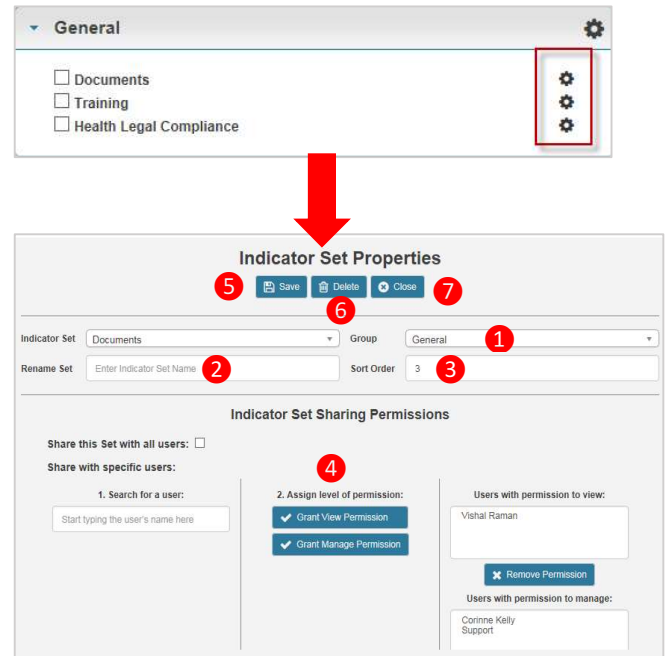 General
Documents
Training
Health Legal Compliance
Indicator Set Properties
5 Save Delete Close 7
6
Indicator Set Documents Group General 1
Rename Set Enter Indicator Set Name 2 Sort Order 3 3
Indicator Set Sharing Permissions
Share this Set with all users:
Share with specific users:
4
1. Search for a user: 2. Assign level of permission: Users with permission to view:
Start typing the user's name here Grant View Permission Vishal Raman
Grant Manage Permission
Remove Permission
Users with permission to manage:
Corinne Kelly
Support